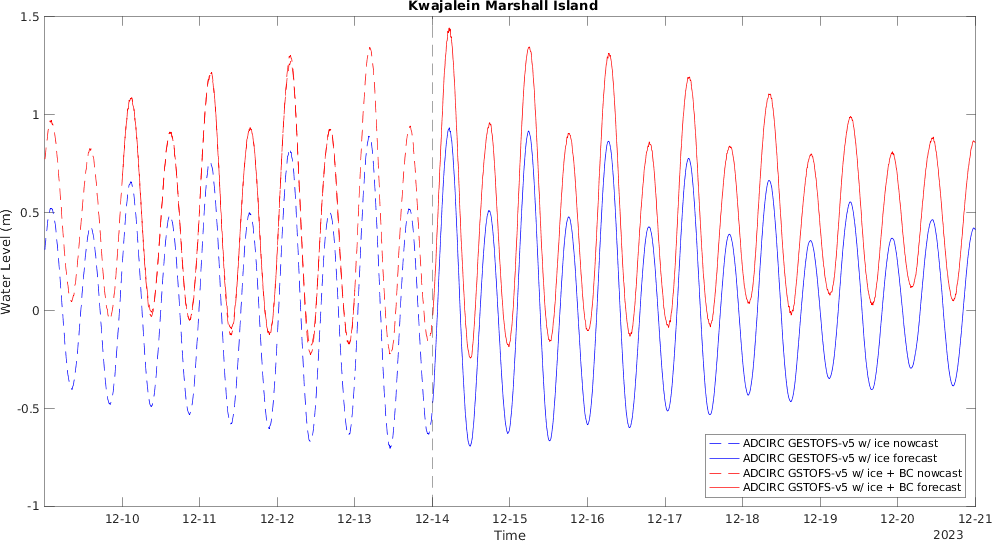 Kwajalein Marshall Island
1.5
1
0.5
0
-0.5
-1
Water Level (m)
ADCIRC GESTOFS-v5 w/ ice nowcast
ADCIRC GESTOFS-v5 w/ ice forecast
ADCIRC GSTOFS-v5 w/ ice + BC nowcast
ADCIRC GSTOFS-v5 w/ ice + BC forecast
12-10 12-11 12-12 12-13 12-14 12-15 12-16 12-17 12-18 12-19 12-20 12-21
Time
2023